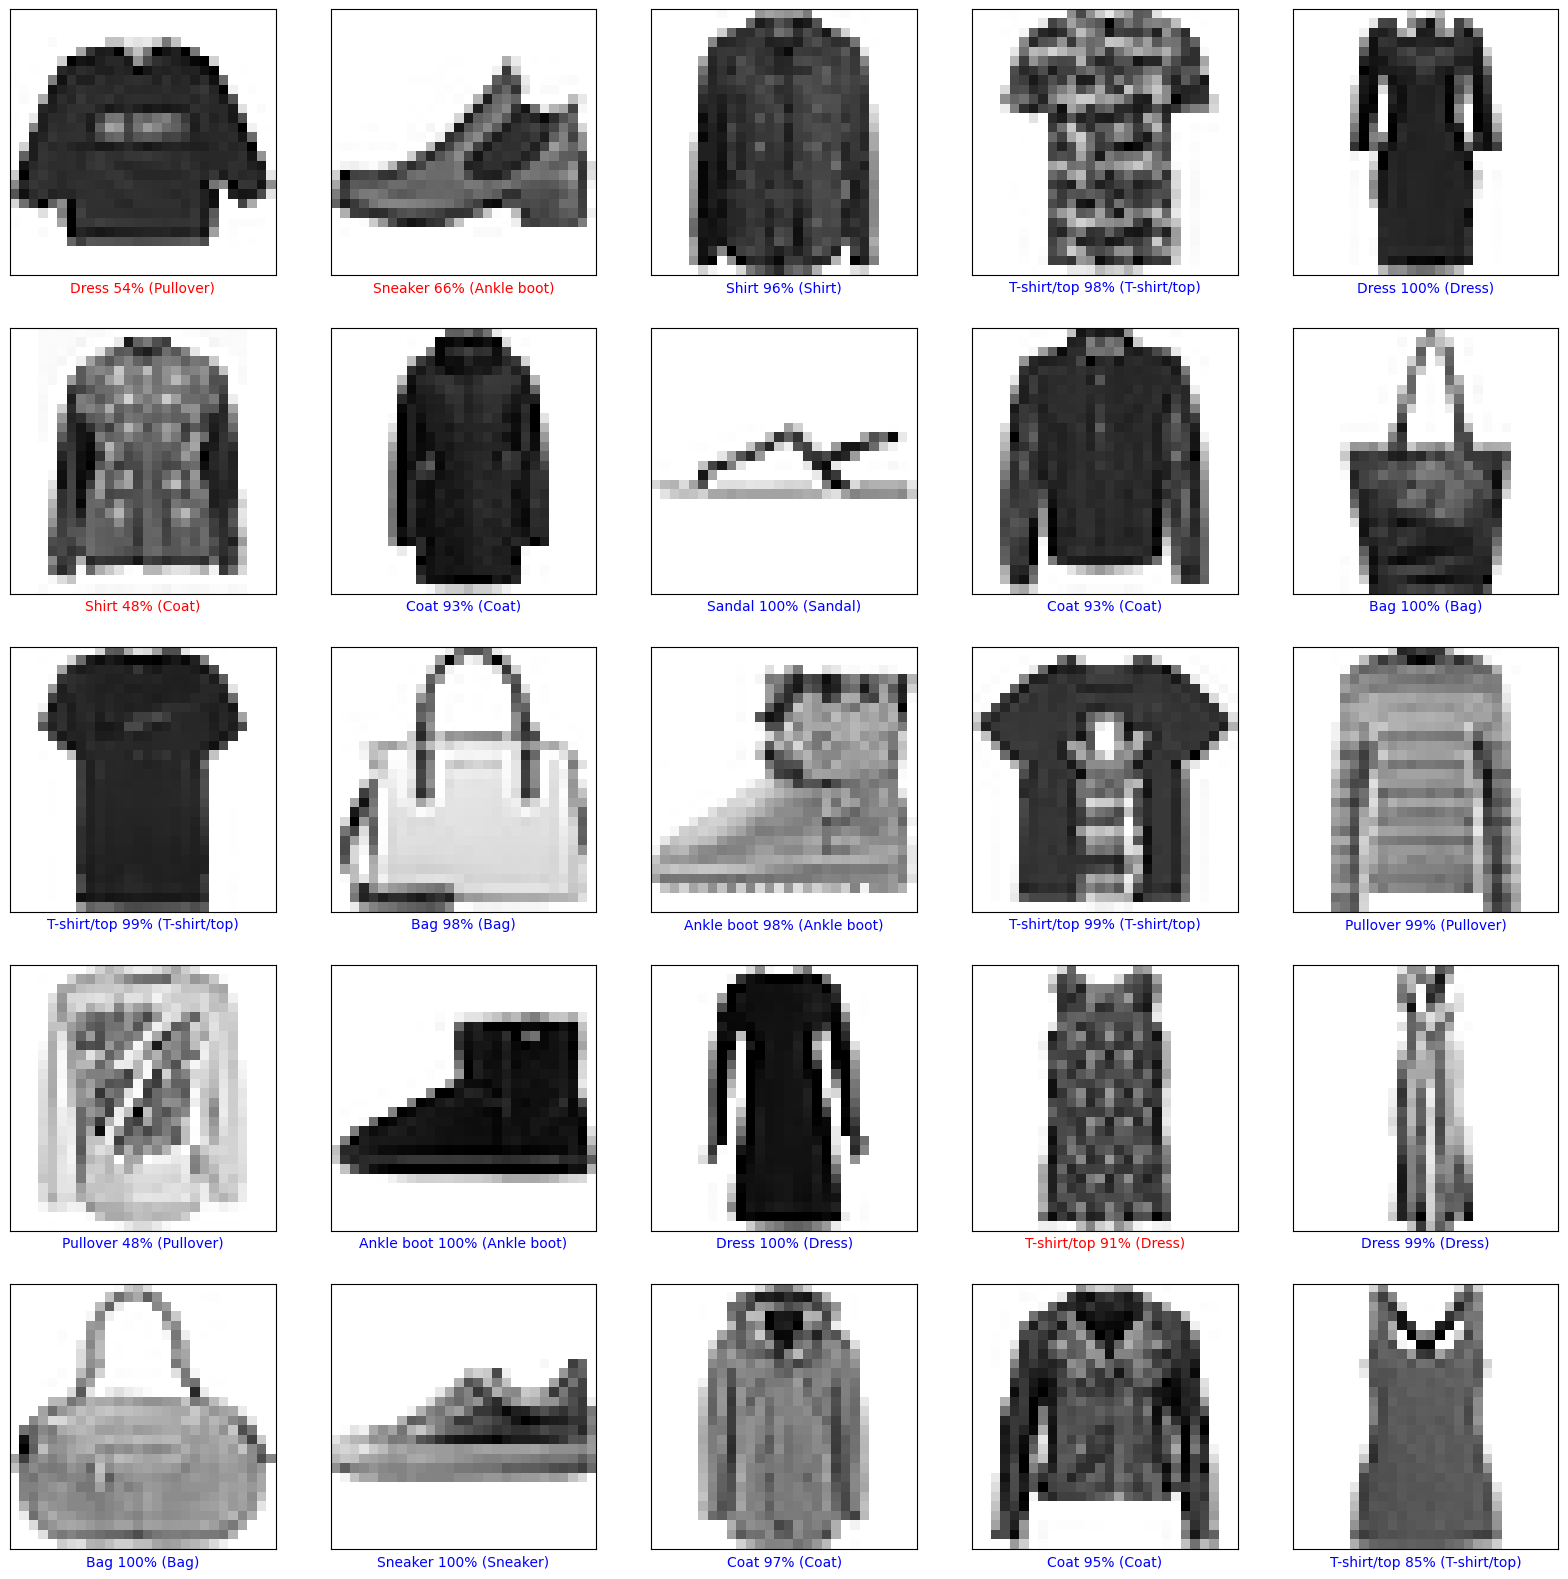 Dress 54% (Pullover)
Sneaker 66% (Ankle boot)
Shirt 96% (Shirt)
T-shirt/top 98% (T-shirt/top)
Dress 100% (Dress)
Shirt 48% (Coat)
Coat 93% (Coat)
Sandal 100% (Sandal)
Coat 93% (Coat)
Bag 100% (Bag)
T-shirt/top 99% (T-shirt/top)
Bag 98% (Bag)
Ankle boot 98% (Ankle boot)
T-shirt/top 99% (T-shirt/top)
Pullover 99% (Pullover)
Pullover 48% (Pullover)
Ankle boot 100% (Ankle boot)
Dress 100% (Dress)
T-shirt/top 91% (Dress)
Dress 99% (Dress)
Bag 100% (Bag)
Sneaker 100% (Sneaker)
Coat 97% (Coat)
Coat 95% (Coat)
T-shirt/top 85% (T-shirt/top)